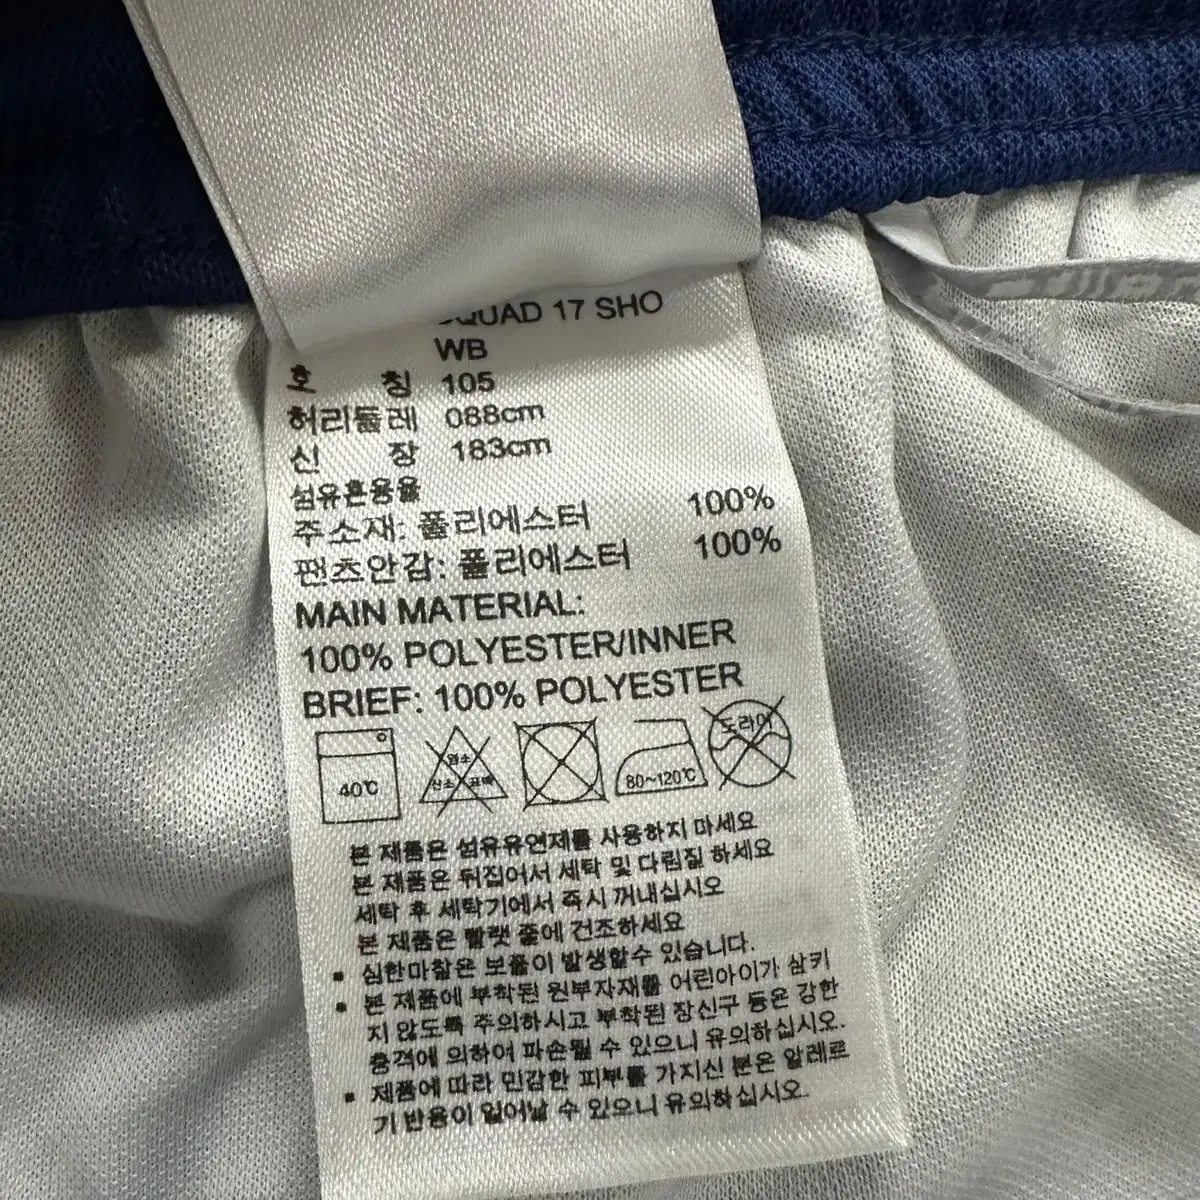 SQUAD 17 SHO
WB
호 칭 105
허리둘레 088cm
신 장 183cm
섬유혼용율
주소재: 폴리에스터 100%
팬츠안감: 폴리에스터 100%
MAIN MATERIAL:
100% POLYESTER/INNER
BRIEF: 100% POLYESTER
40℃
염소
산소 표백
80~120℃
드라이
본 제품은 섬유유연제를 사용하지 마세요
본 제품은 뒤집어서 세탁 및 다림질 하세요
세탁 후 세탁기에서 즉시 꺼내십시오
본 제품은 빨랫 줄에 건조하세요
▪ 심한마찰은 보풀이 발생할수 있습니다.
▪ 본 제품에 부착된 원부자재를 어린아이가 삼키
지 않도록 주의하시고 부착된 장신구 등은 강한
충격에 의하여 파손될 수 있으니 유의하십시오.
▪ 제품에 따라 민감한 피부를 가지신 분은 알레르
기 반응이 일어날 수 있으니 유의하십시오.